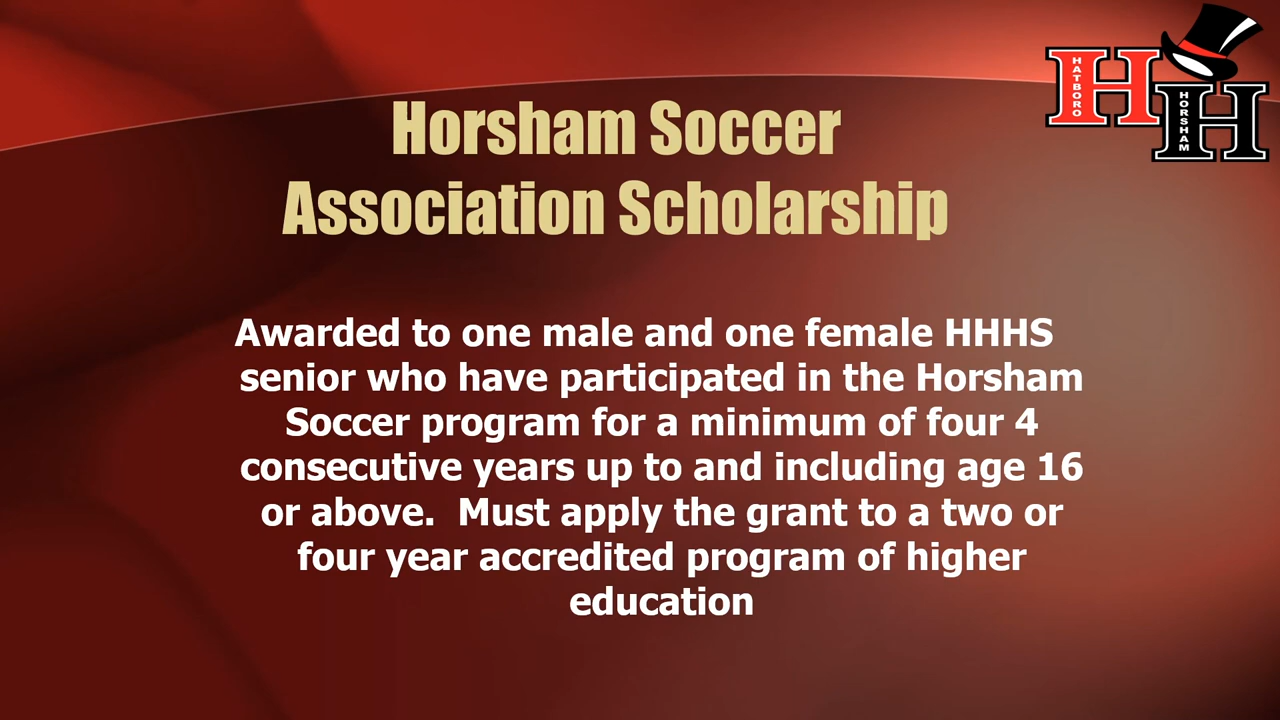 HATBORO
HORSHAM
Horsham Soccer
Association Scholarship
Awarded to one male and one female HHHS
senior who have participated in the Horsham
Soccer program for a minimum of four 4
consecutive years up to and including age 16
or above.  Must apply the grant to a two or
four year accredited program of higher
education